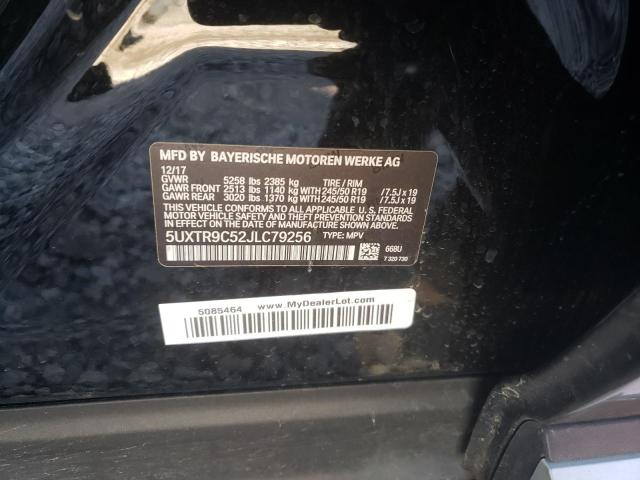 MFD BY BAYERISCHE MOTOREN WERKE AG
12/17
GVWR 5258 lbs 2385 kg TIRE / RIM
GAWR FRONT 2513 lbs 1140 kg WITH 245/50 R19 / 7.5J x 19
GAWR REAR 3020 lbs 1370 kg WITH 245/50 R19 / 7.5J x 19
THIS VEHICLE CONFORMS TO ALL APPLICABLE U.S. FEDERAL
MOTOR VEHICLE SAFETY AND THEFT PREVENTION STANDARDS
IN EFFECT ON THE DATE OF MANUFACTURE SHOWN ABOVE.
5UXTR9C52JLC79256 TYPE: MPV
668U
7 320 730
5085464 www.MyDealerLot.com